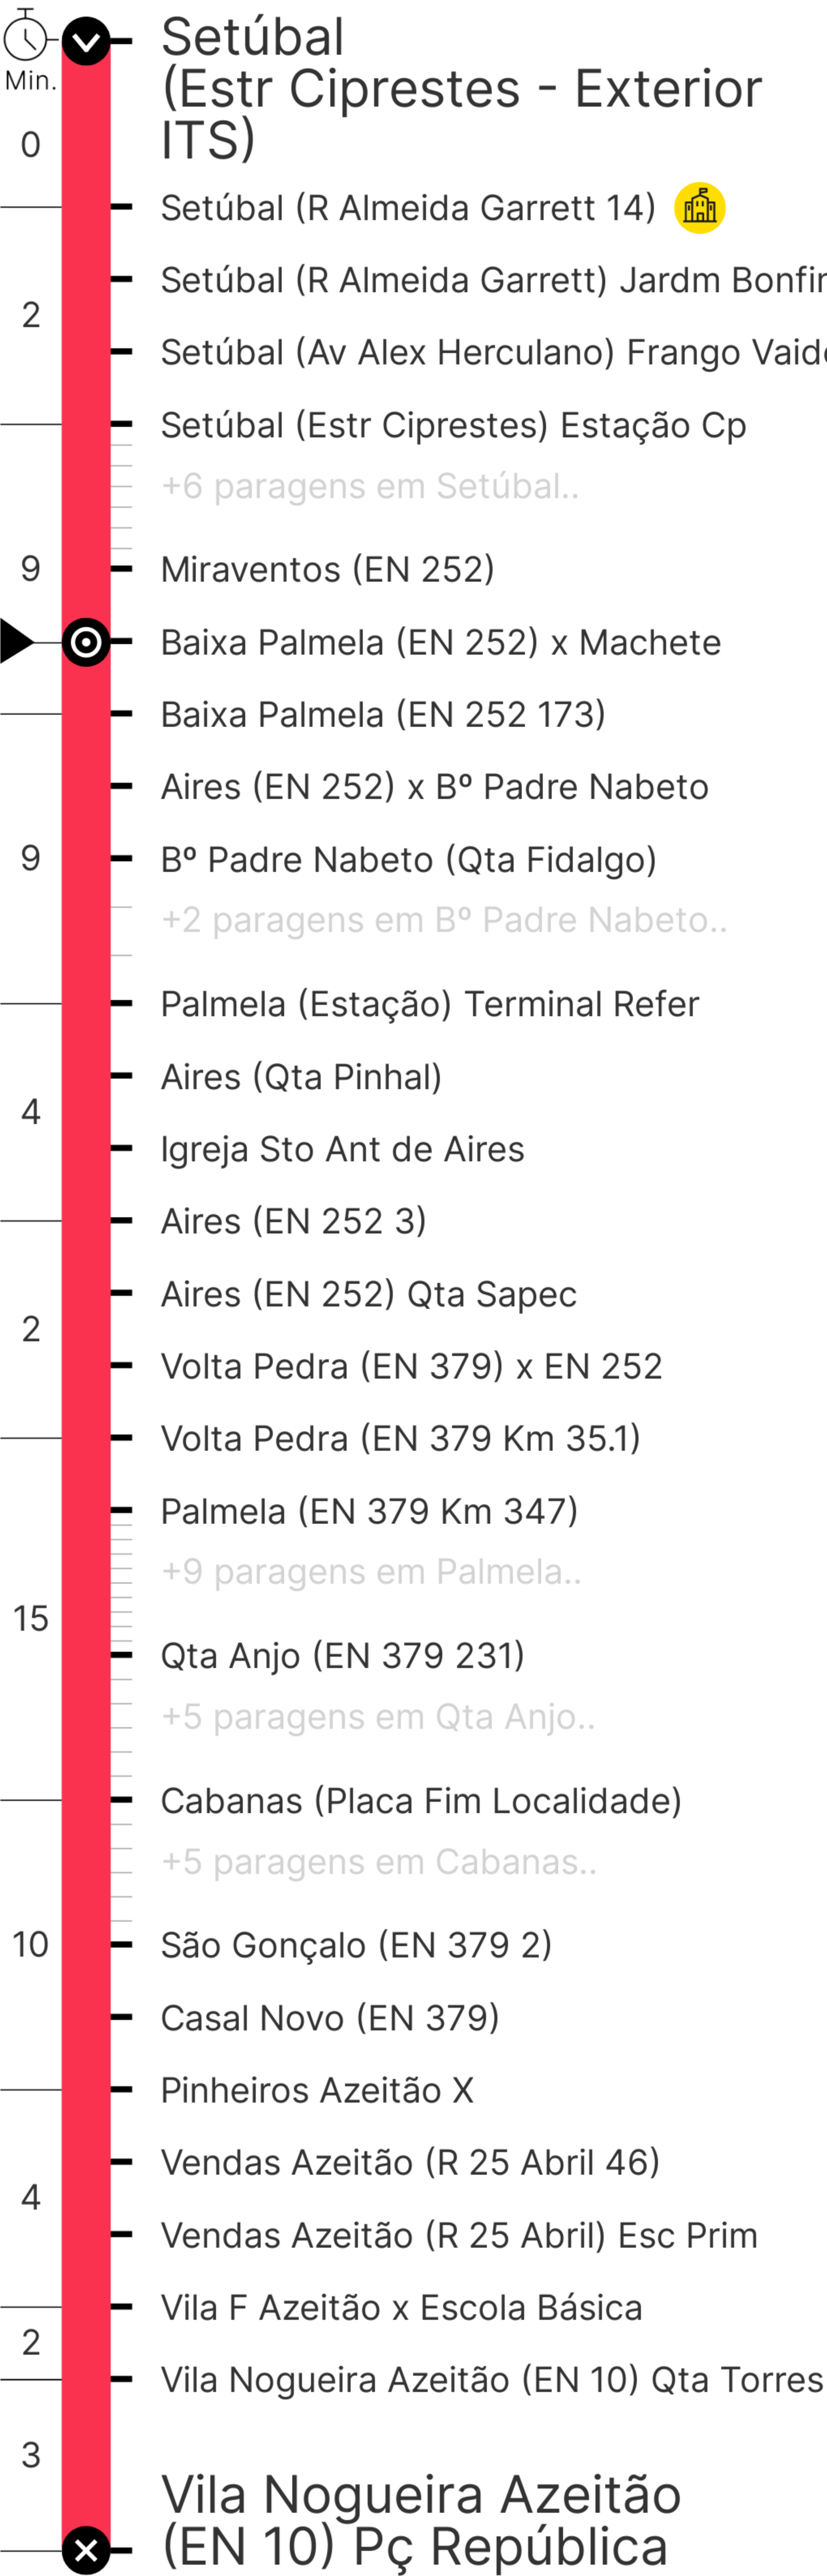 Setúbal
(Estr Ciprestes - Exterior
ITS)
Min.
0
Setúbal (R Almeida Garrett 14)
Setúbal (R Almeida Garrett) Jardm
2
Setúbal (Av Alex Herculano) Frango
Setúbal (Estr Ciprestes) Estação Cp
+6 paragens em Setúbal..
9
Miraventos (EN 252)
Baixa Palmela (EN 252) x Machete
Baixa Palmela (EN 252 173)
Aires (EN 252) x Bº Padre Nabeto
9
Bº Padre Nabeto (Qta Fidalgo)
+2 paragens em Bº Padre Nabeto..
Palmela (Estação) Terminal Refer
Aires (Qta Pinhal)
4
Igreja Sto Ant de Aires
Aires (EN 252 3)
Aires (EN 252) Qta Sapec
2
Volta Pedra (EN 379) x EN 252
Volta Pedra (EN 379 Km 35.1)
Palmela (EN 379 Km 347)
+9 paragens em Palmela..
15
Qta Anjo (EN 379 231)
+5 paragens em Qta Anjo..
Cabanas (Placa Fim Localidade)
+5 paragens em Cabanas..
10
São Gonçalo (EN 379 2)
Casal Novo (EN 379)
Pinheiros Azeitão X
Vendas Azeitão (R 25 Abril 46)
4
Vendas Azeitão (R 25 Abril) Esc Prim
Vila F Azeitão x Escola Básica
2
Vila Nogueira Azeitão (EN 10) Qta Torres
3
Vila Nogueira Azeitão
(EN 10) Pç República